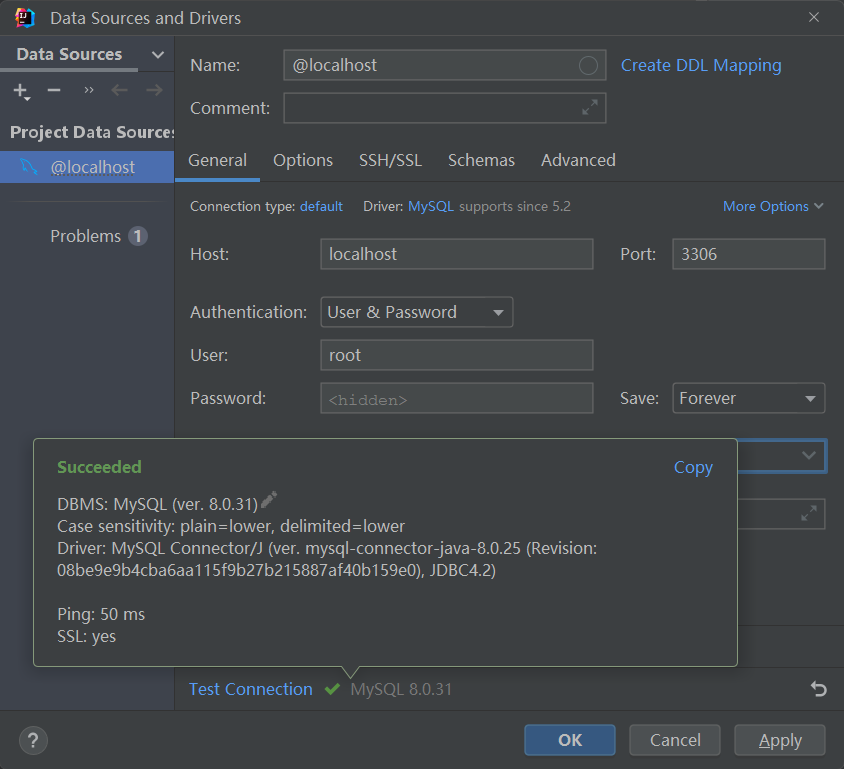 Data Sources and Drivers
Data Sources
Project Data Sources
@localhost
Problems 1
Name: @localhost
Create DDL Mapping
Comment:
General Options SSH/SSL Schemas Advanced
Connection type: default Driver: MySQL supports since 5.2 More Options
Host: localhost Port: 3306
Authentication: User & Password
User: root
Password: <hidden> Save: Forever
Succeeded Copy
DBMS: MySQL (ver. 8.0.31)
Case sensitivity: plain=lower, delimited=lower
Driver: MySQL Connector/J (ver. mysql-connector-java-8.0.25 (Revision:
08be9e9b4cba6aa115f9b27b215887af40b159e0), JDBC4.2)
Ping: 50 ms
SSL: yes
Test Connection MySQL 8.0.31
? OK Cancel Apply